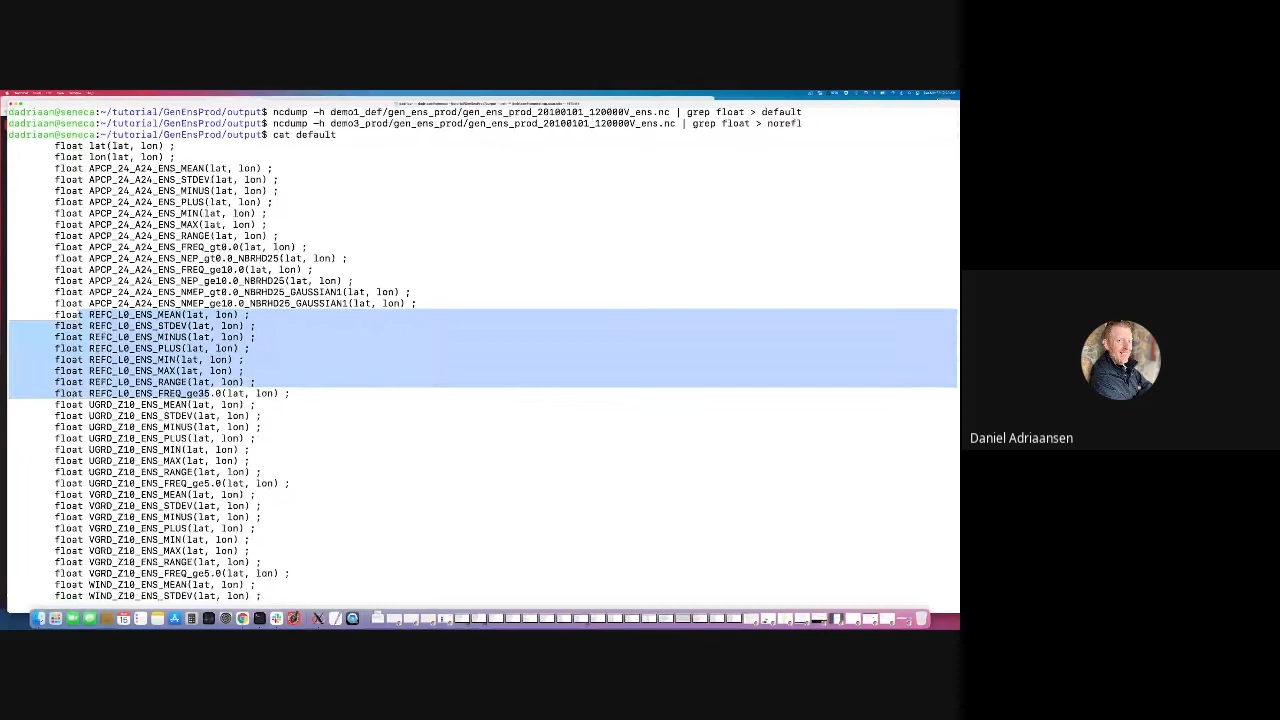 dadriaan@seneca:~/tutorial/GenEnsProd/output$ ncdump -h demo1_def/gen_ens_prod/gen_ens_prod_20100101_120000V_ens.nc | grep float > default
dadriaan@seneca:~/tutorial/GenEnsProd/output$ ncdump -h demo3_prod/gen_ens_prod/gen_ens_prod_20100101_120000V_ens.nc | grep float > norefl
dadriaan@seneca:~/tutorial/GenEnsProd/output$ cat default
float lat(lat, lon) ;
float lon(lat, lon) ;
float APCP_24_A24_ENS_MEAN(lat, lon) ;
float APCP_24_A24_ENS_STDEV(lat, lon) ;
float APCP_24_A24_ENS_MINUS(lat, lon) ;
float APCP_24_A24_ENS_PLUS(lat, lon) ;
float APCP_24_A24_ENS_MIN(lat, lon) ;
float APCP_24_A24_ENS_MAX(lat, lon) ;
float APCP_24_A24_ENS_RANGE(lat, lon) ;
float APCP_24_A24_ENS_FREQ_gt0.0(lat, lon) ;
float APCP_24_A24_ENS_NEP_gt0.0_NBRHD25(lat, lon) ;
float APCP_24_A24_ENS_FREQ_ge10.0(lat, lon) ;
float APCP_24_A24_ENS_NEP_ge10.0_NBRHD25(lat, lon) ;
float APCP_24_A24_ENS_NMEP_gt0.0_NBRHD25_GAUSSIAN1(lat, lon) ;
float APCP_24_A24_ENS_NMEP_ge10.0_NBRHD25_GAUSSIAN1(lat, lon) ;
float REFC_L0_ENS_MEAN(lat, lon) ;
float REFC_L0_ENS_STDEV(lat, lon) ;
float REFC_L0_ENS_MINUS(lat, lon) ;
float REFC_L0_ENS_PLUS(lat, lon) ;
float REFC_L0_ENS_MIN(lat, lon) ;
float REFC_L0_ENS_MAX(lat, lon) ;
float REFC_L0_ENS_RANGE(lat, lon) ;
float REFC_L0_ENS_FREQ_ge35.0(lat, lon) ;
float UGRD_Z10_ENS_MEAN(lat, lon) ;
float UGRD_Z10_ENS_STDEV(lat, lon) ;
float UGRD_Z10_ENS_MINUS(lat, lon) ;
float UGRD_Z10_ENS_PLUS(lat, lon) ;
float UGRD_Z10_ENS_MIN(lat, lon) ;
float UGRD_Z10_ENS_MAX(lat, lon) ;
float UGRD_Z10_ENS_RANGE(lat, lon) ;
float UGRD_Z10_ENS_FREQ_ge5.0(lat, lon) ;
float VGRD_Z10_ENS_MEAN(lat, lon) ;
float VGRD_Z10_ENS_STDEV(lat, lon) ;
float VGRD_Z10_ENS_MINUS(lat, lon) ;
float VGRD_Z10_ENS_PLUS(lat, lon) ;
float VGRD_Z10_ENS_MIN(lat, lon) ;
float VGRD_Z10_ENS_MAX(lat, lon) ;
float VGRD_Z10_ENS_RANGE(lat, lon) ;
float VGRD_Z10_ENS_FREQ_ge5.0(lat, lon) ;
float WIND_Z10_ENS_MEAN(lat, lon) ;
float WIND_Z10_ENS_STDEV(lat, lon) ;
Daniel Adriaansen